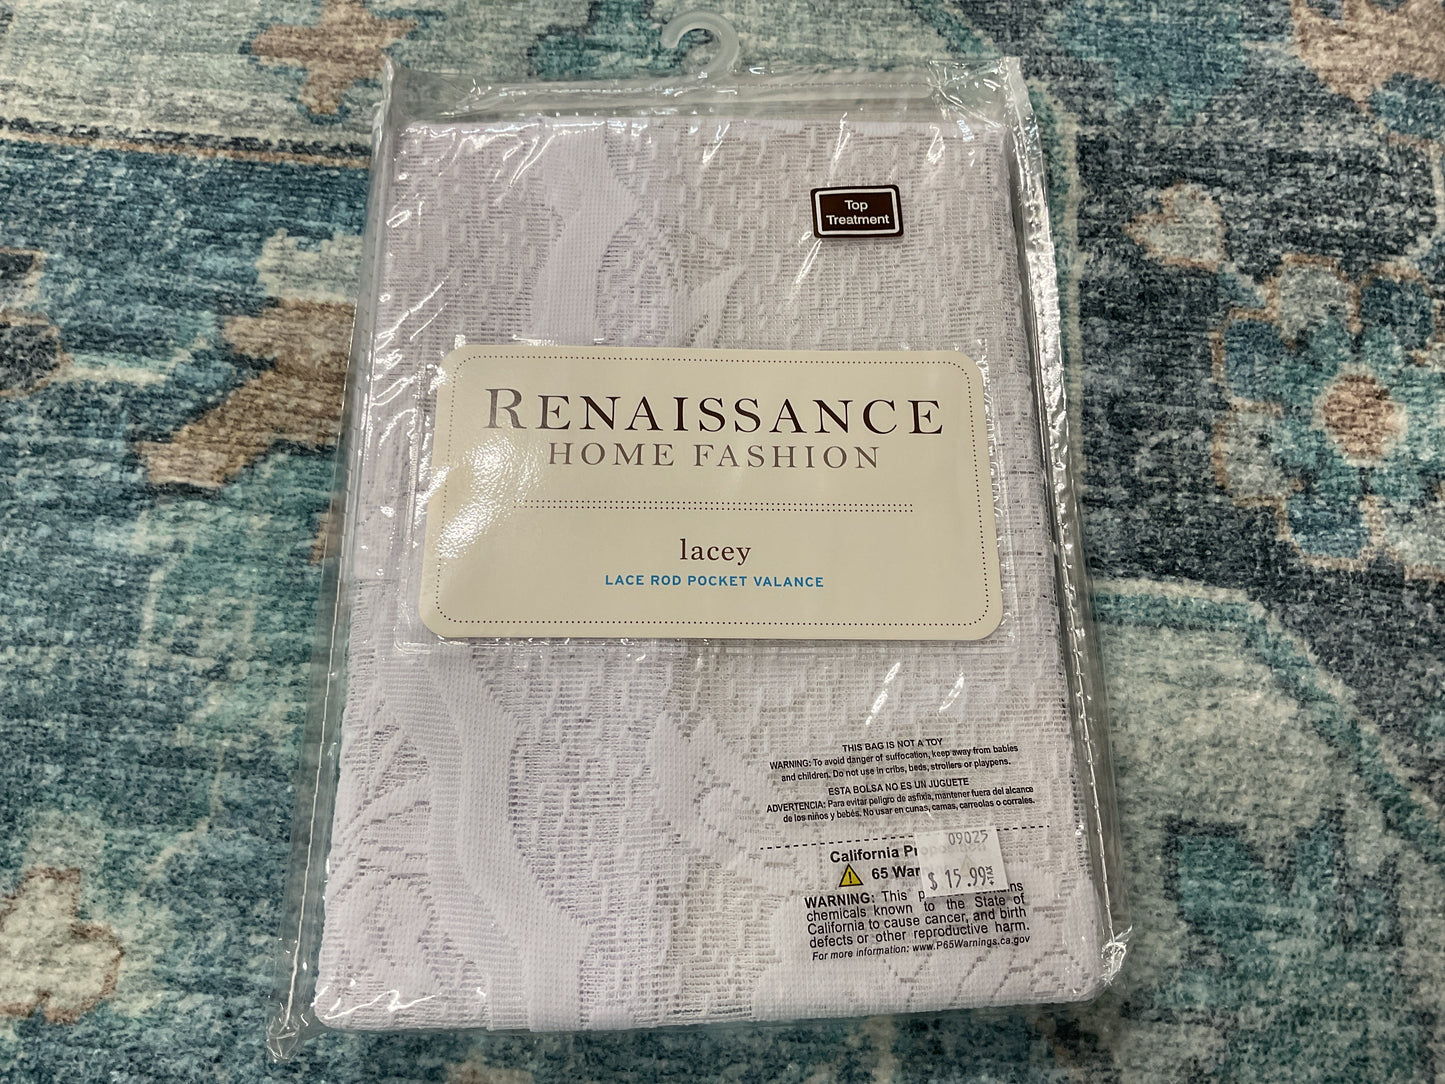 Top
Treatment
RENAISSANCE
HOME FASHION
lacey
LACE ROD POCKET VALANCE
THIS BAG IS NOT A TOY
WARNING: To avoid danger of suffocation, keep away from babies
and children. Do not use in cribs, beds, strollers or playpens.
ESTA BOLSA NO ES UN JUGUETE
ADVERTENCIA: Para evitar peligro de asfixia, mantener fuera del alcance
de los niños y bebés. No usar en cunas, camas, carreolas o corrales.
09025
$ 15.99
California Prop
65 War
WARNING: This p
chemicals known to the State of
California to cause cancer, and birth
defects or other reproductive harm.
For more information: www.P65Warnings.ca.gov